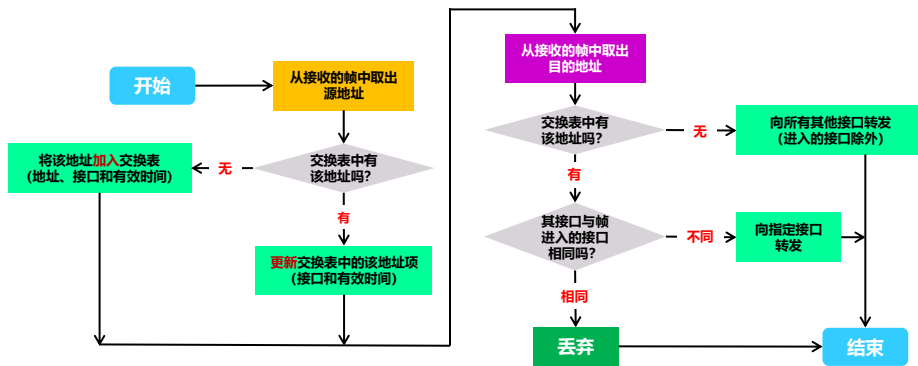 开始
从接收的帧中取出
源地址
交换表中有
该地址吗？
无
将该地址加入交换表
（地址、接口和有效时间）
有
更新交换表中的该地址项
（接口和有效时间）
从接收的帧中取出
目的地址
交换表中有
该地址吗？
无
向所有其他接口转发
（进入的接口除外）
有
其接口与帧
进入的接口
相同吗？
不同
向指定接口
转发
相同
丢弃
结束